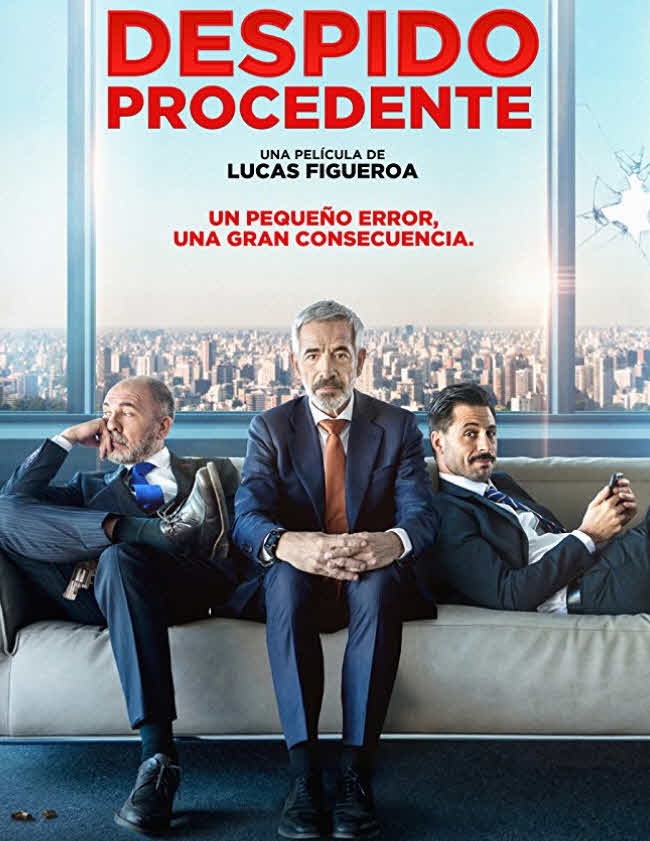 DESPIDO
PROCEDENTE
UNA PELÍCULA DE
LUCAS FIGUEROA
UN PEQUEÑO ERROR,
UNA GRAN CONSECUENCIA.